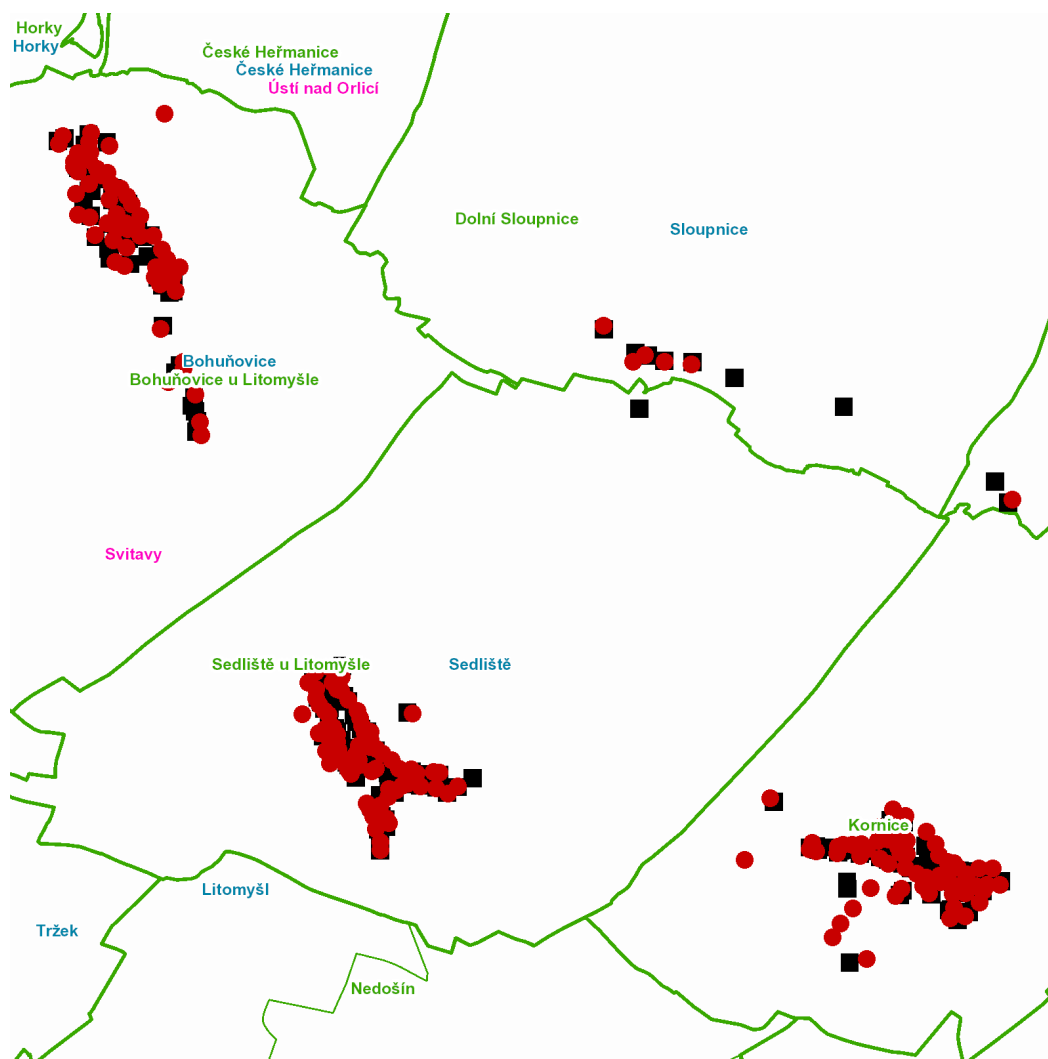 Horky
Horky
České Heřmanice
České Heřmanice
Ústí nad Orlicí
Dolní Sloupnice
Sloupnice
Bohuňovice
Bohuňovice u Litomyšle
Svitavy
Sedliště u Litomyšle
Sedliště
Kornice
Litomyšl
Tržek
Nedošín